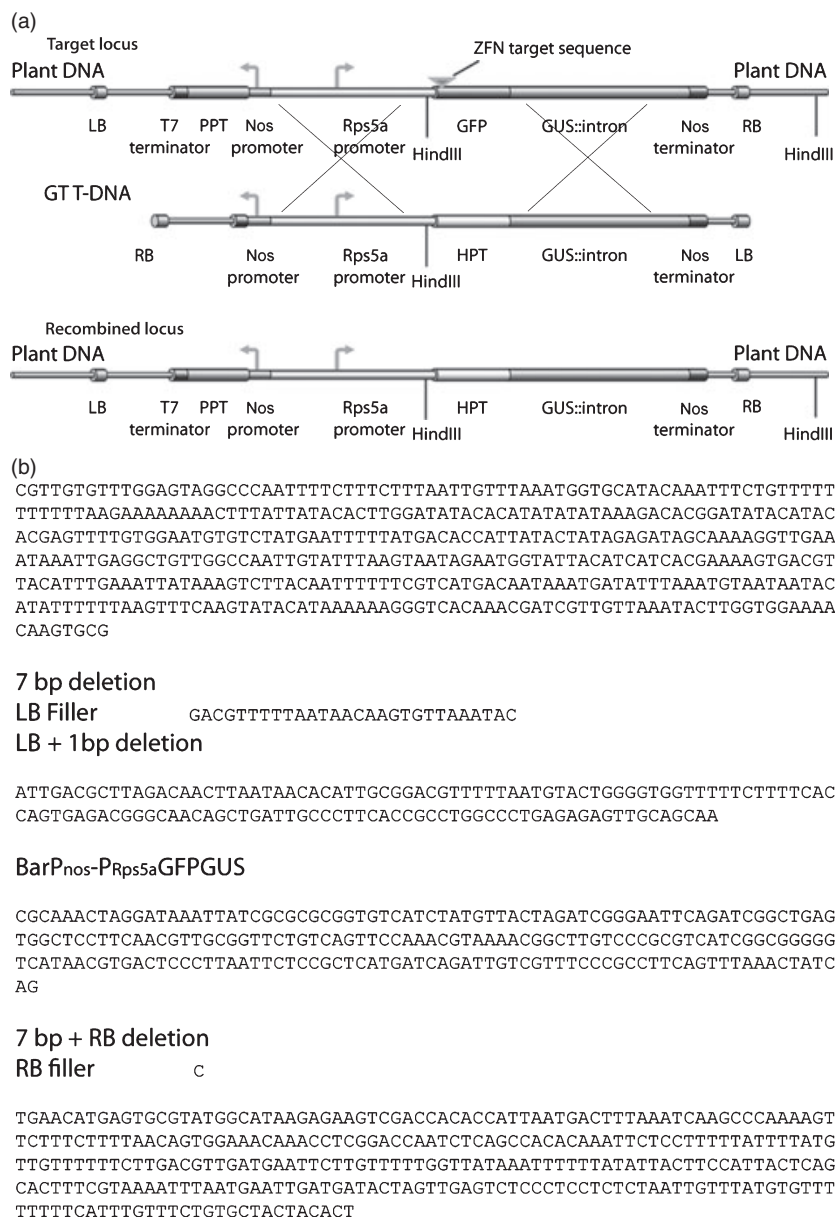 (a)
Target locus
ZFN target sequence
Plant DNA
Plant DNA
LB
T7 terminator
PPT
Nos promoter
Rps5a promoter
HindIII
GFP
GUS::intron
Nos terminator
RB
HindIII
GT T-DNA
RB
Nos promoter
Rps5a promoter
HindIII
HPT
GUS::intron
Nos terminator
LB
Recombined locus
Plant DNA
Plant DNA
LB
T7 terminator
PPT
Nos promoter
Rps5a promoter
HindIII
HPT
GUS::intron
Nos terminator
RB
HindIII
(b)
CGTTGTGTTTGGAGTAGGCCCAATTTTCTTTCTTTAATTGTTTAAATGGTGCATACAAATTTCTGTTTTT
TTTTTTAAGAAAAAAAAACTTTATTATACACTTGGATATACACATATATATAAAGACACGGATATACATAC
ACGAGTTTTGTGGAATGTGTCTATGAATTTTTATGACACCATTATACTATAGAGATAGCAAAAGGTTGAA
ATAAATTGAGGCTGTTGGCCAATTGTATTTAAGTAATAGAATGGTATTACATCATCACGAAAAGTGACGT
TACATTTGAAATTATAAAGTCTTACAATTTTTTCGTCATGACAATAAATGATATTTAAATGTAATAATAC
ATATTTTTTAAGTTTCAAGTATACATAAAAAAGGGTCACAAACGATCGTTGTTAAATACTTGGTGGAAAA
CAAGTGCG
7 bp deletion
LB Filler GACGTTTTTAATAACAAGTGTTAAATAC
LB + 1bp deletion
ATTGACGCTTAGACAACTTAATAACACATTGCGGACGTTTTTAATGTACTGGGGTGGTTTTTCTTTTCAC
CAGTGAGACGGGCAACAGCTGATTGCCCTTCACCGCCTGGCCCTGAGAGAGTTGCAGCAA
BarPnos-PRps5aGFPGUS
CGCAAACTAGGATAAATTATCGCGCGCGGTGTCATCTATGTTACTAGATCGGGAATTCAGATCGGCTGAG
TGGCTCCTTCAACGTTGCGGTTCTGTCAGTTCCAAACGTAAAACGGCTTGTCCCGCGTCATCGGCGGGGG
TCATAACGTGACTCCCTTAATTCTCCGCTCATGATCAGATTGTCGTTTCCCGCCTTCAGTTTAAACTATC
AG
7 bp + RB deletion
RB filler C
TGAACATGAGTGCGTATGGCATAAGAGAAGTCGACCACACCATTAATGACTTTAAATCAAGCCCAAAAGT
TCTTTCTTTTAACAGTGGAAACAAACCTCGGACCAATCTCAGCCACACAAATTCTCCTTTTTATTTTATG
TTGTTTTTTCTTGACGTTGATGAATTCTTGTTTTTGGTTATAAATTTTTTATATTACTTCCATTACTCAG
CACTTTCGTAAAATTTAATGAATTGATGATACTAGTTGAGTCTCCCTCCTCTCTAATTGTTTATGTGTTT
TTTTTCATTTGTTTCTGTGCTACTACACT